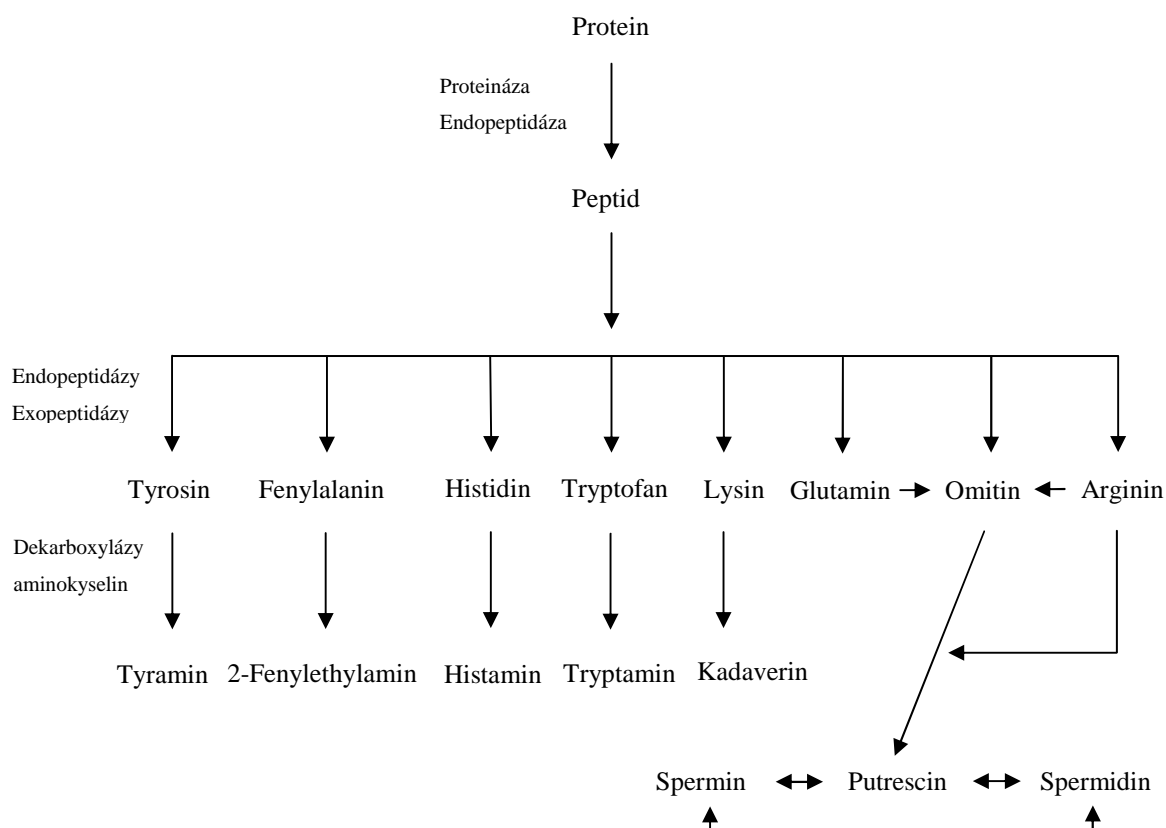 Protein
Proteináza
Endopeptidáza
Peptid
Endopeptidázy
Exopeptidázy
Tyrosin Fenylalanin Histidin Tryptofan Lysin Glutamin Omitin Arginin
Dekarboxylázy
aminokyselin
Tyramin 2-Fenylethylamin Histamin Tryptamin Kadaverin
Spermin Putrescin Spermidin